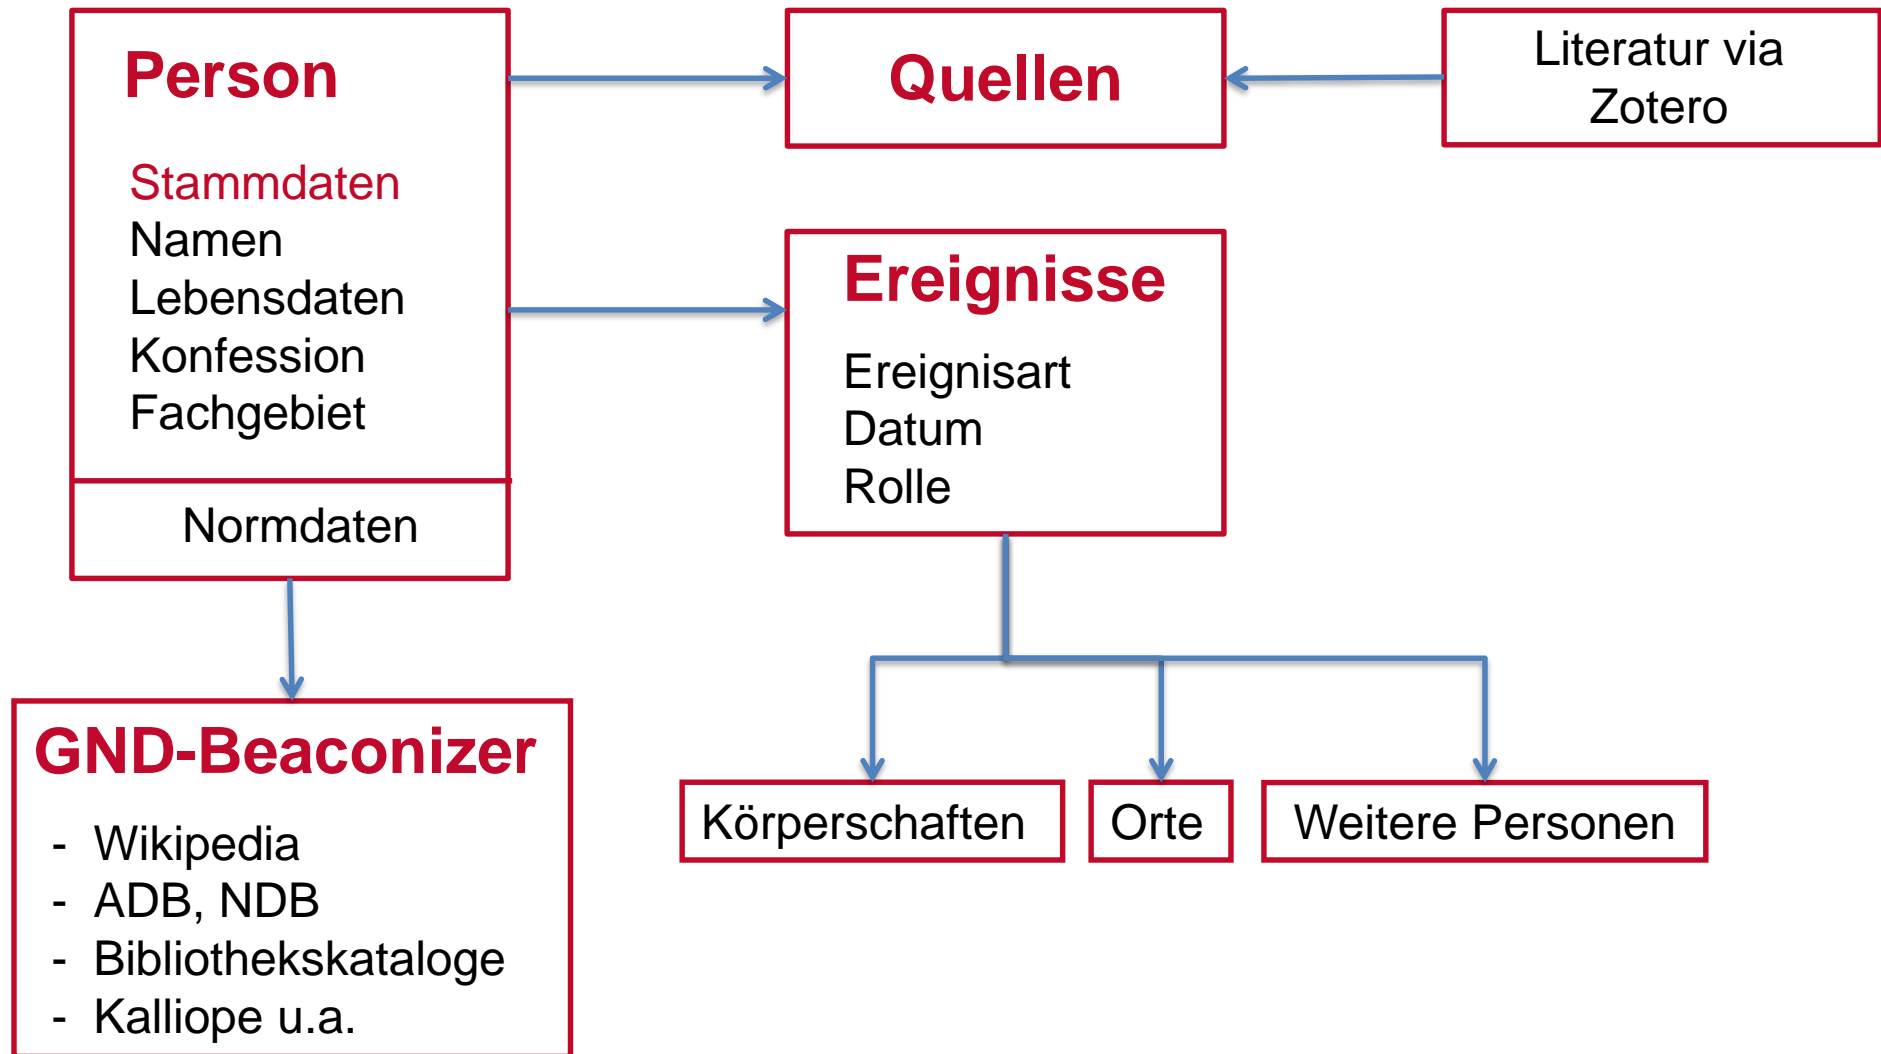 Person
Stammdaten
Namen
Lebensdaten
Konfession
Fachgebiet
Normdaten
Quellen
Literatur via
Zotero
Ereignisse
Ereignisart
Datum
Rolle
GND-Beaconizer
- Wikipedia
- ADB, NDB
- Bibliothekskataloge
- Kalliope u.a.
Körperschaften
Orte
Weitere Personen